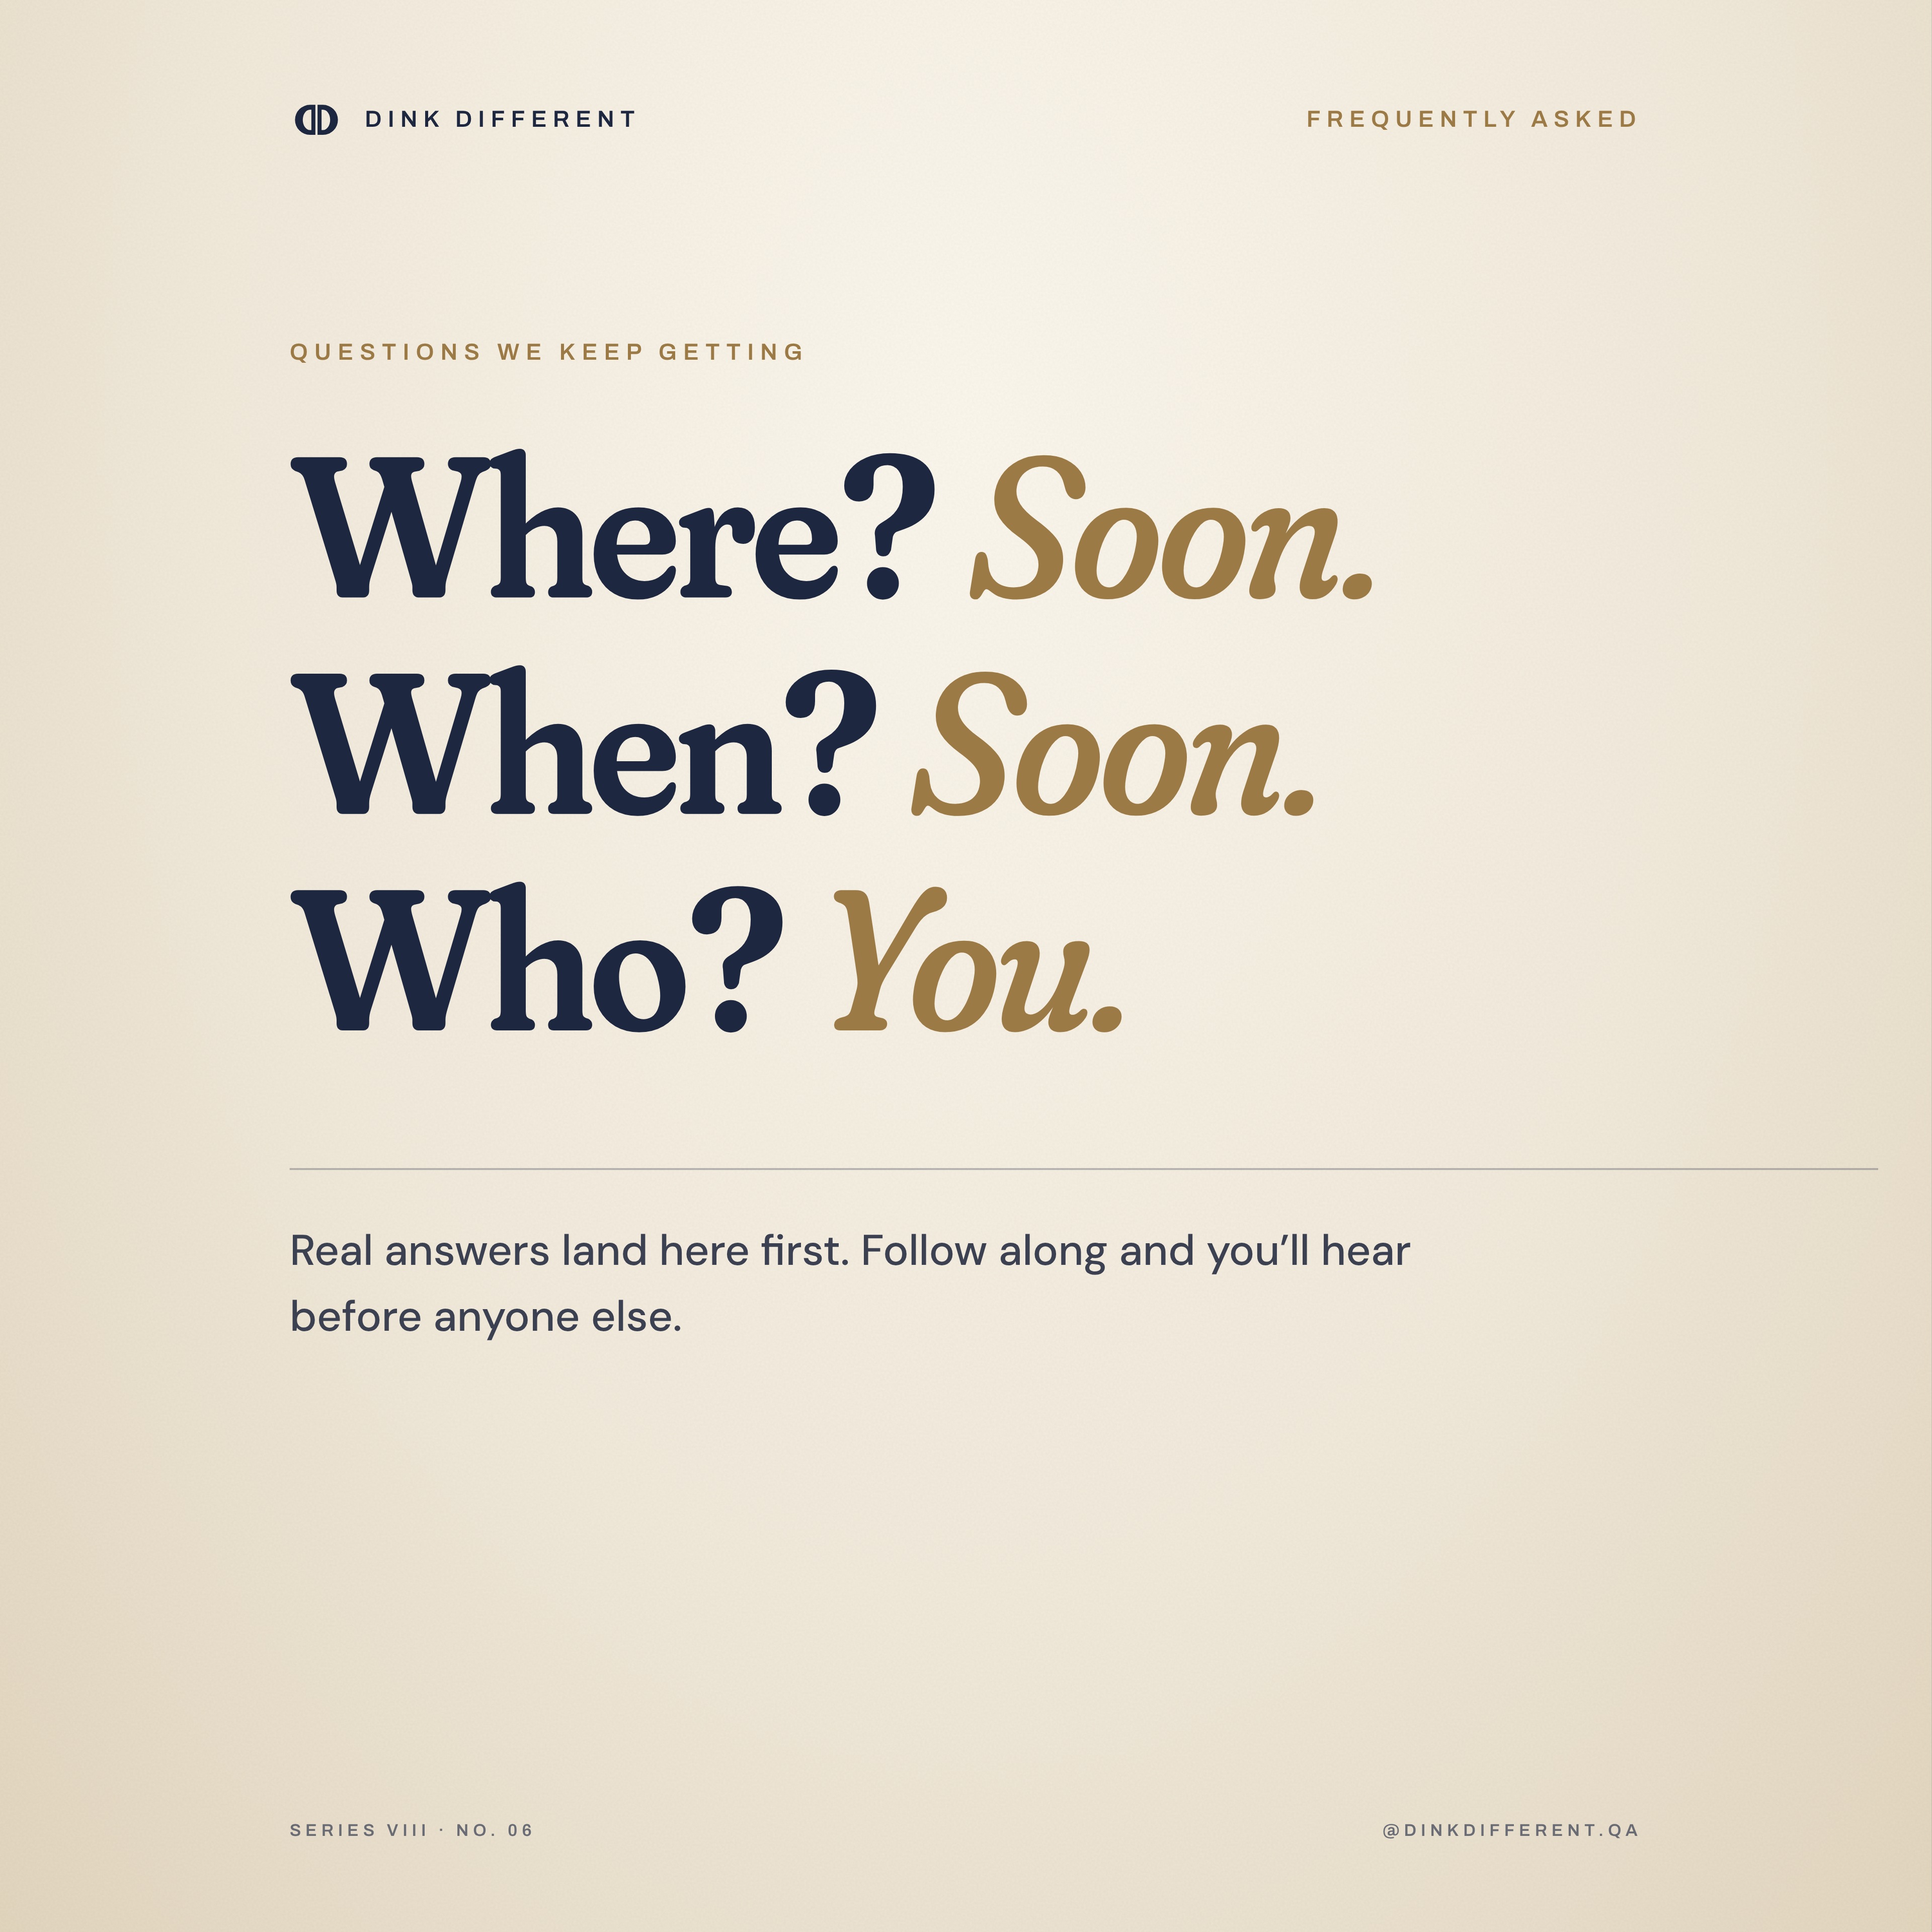 DINK DIFFERENT
FREQUENTLY ASKED
QUESTIONS WE KEEP GETTING
Where? Soon.
When? Soon.
Who? You.
Real answers land here first. Follow along and you’ll hear
before anyone else.
SERIES VIII · NO. 06
@DINKDIFFERENT.QA